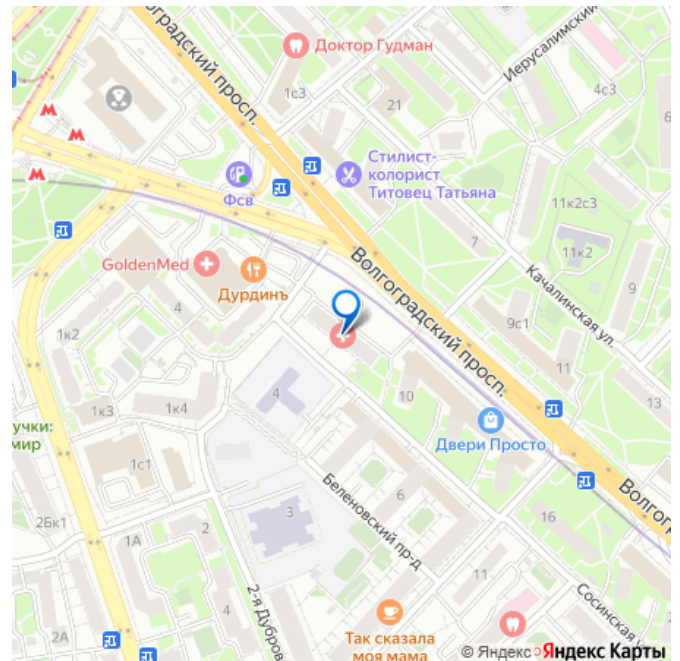 Доктор Гудман
Иерусалимский
4с3
1с3
21
Волгоградский просп.
М
М
М
Стилист-
колорист
Титовец Татьяна
Фсв
11к2с3
11к2
7
GoldenMed
Дурдинъ
4
Волгоградский просп.
Качалинская ул.
9
9с1
1к2
4
10
11
13
1к3
1к4
учки:
мир
1с1
Двери Просто
Волгог
Беленовский пр-д
6
16
2Бк1
1А
2
3
11
Сосинская у
2-я Дубров
4
2А
Так сказала
моя мама
© Яндекс
Яндекс Карты